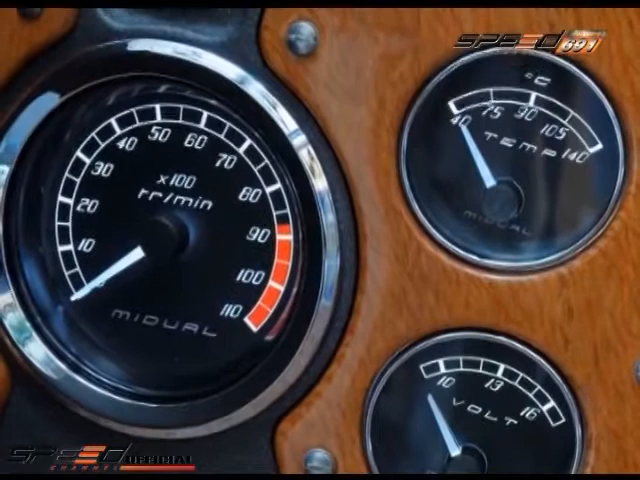 SPEED 691
°C
40 75 90 105 140
TEMP
MIDUAL
10 20 30 40 50 60 70 80 90 100 110
x100
tr/min
MIDUAL
10 13 16
VOLT
SPEED
CHANNEL OFFICIAL